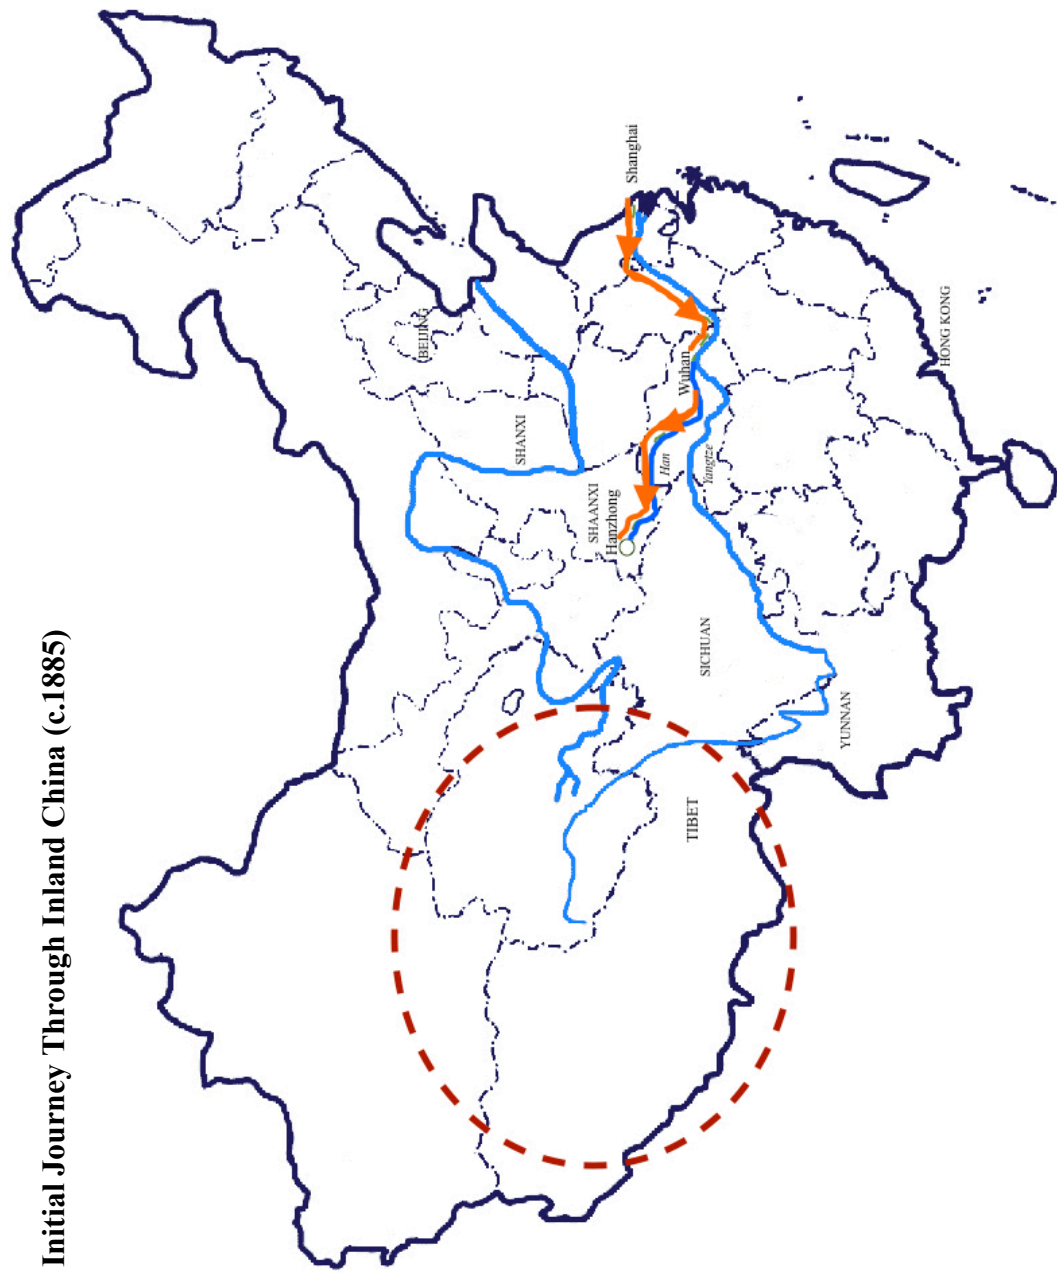 Initial Journey Through Inland China (c.1885)
BEIJING
SHANXI
SHAANXI
Hanzhong
Han
Wuhan
Shanghai
Yangtze
SICHUAN
TIBET
YUNNAN
HONG KONG